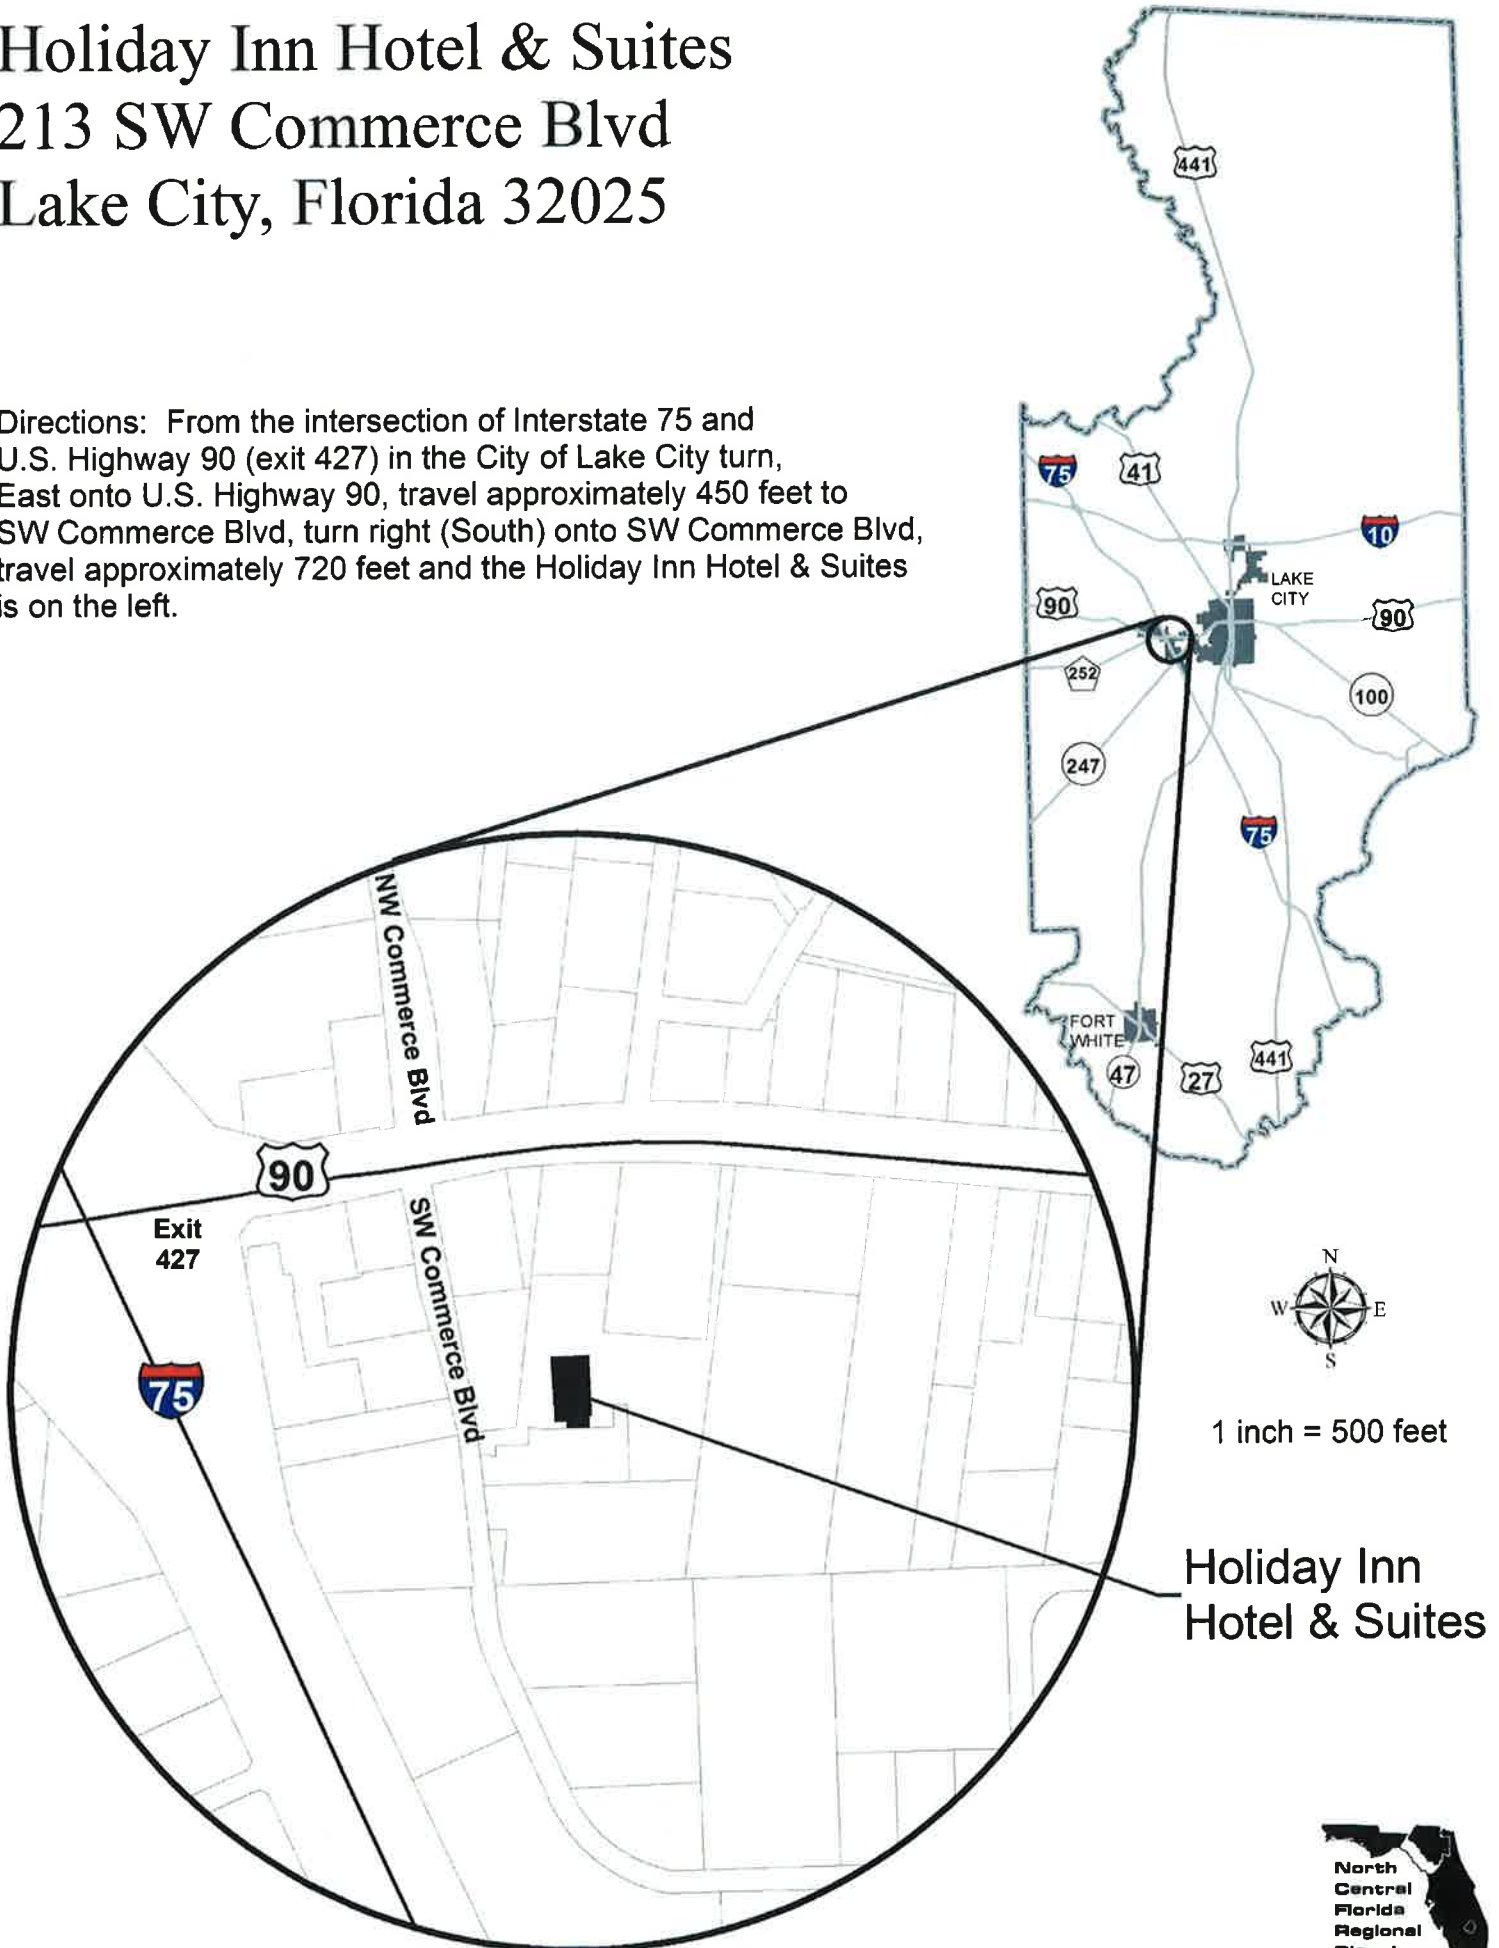 Holiday Inn Hotel & Suites
213 SW Commerce Blvd
Lake City, Florida 32025
Directions: From the intersection of Interstate 75 and
U.S. Highway 90 (exit 427) in the City of Lake City turn,
East onto U.S. Highway 90, travel approximately 450 feet to
SW Commerce Blvd, turn right (South) onto SW Commerce Blvd,
travel approximately 720 feet and the Holiday Inn Hotel & Suites
is on the left.
441
75
41
10
LAKE
CITY
90
90
252
100
247
75
FORT
WHITE
47
27
441
NW Commerce Blvd
90
Exit
427
SW Commerce Blvd
75
N
W
E
S
1 inch = 500 feet
Holiday Inn
Hotel & Suites
North
Central
Florida
Regional